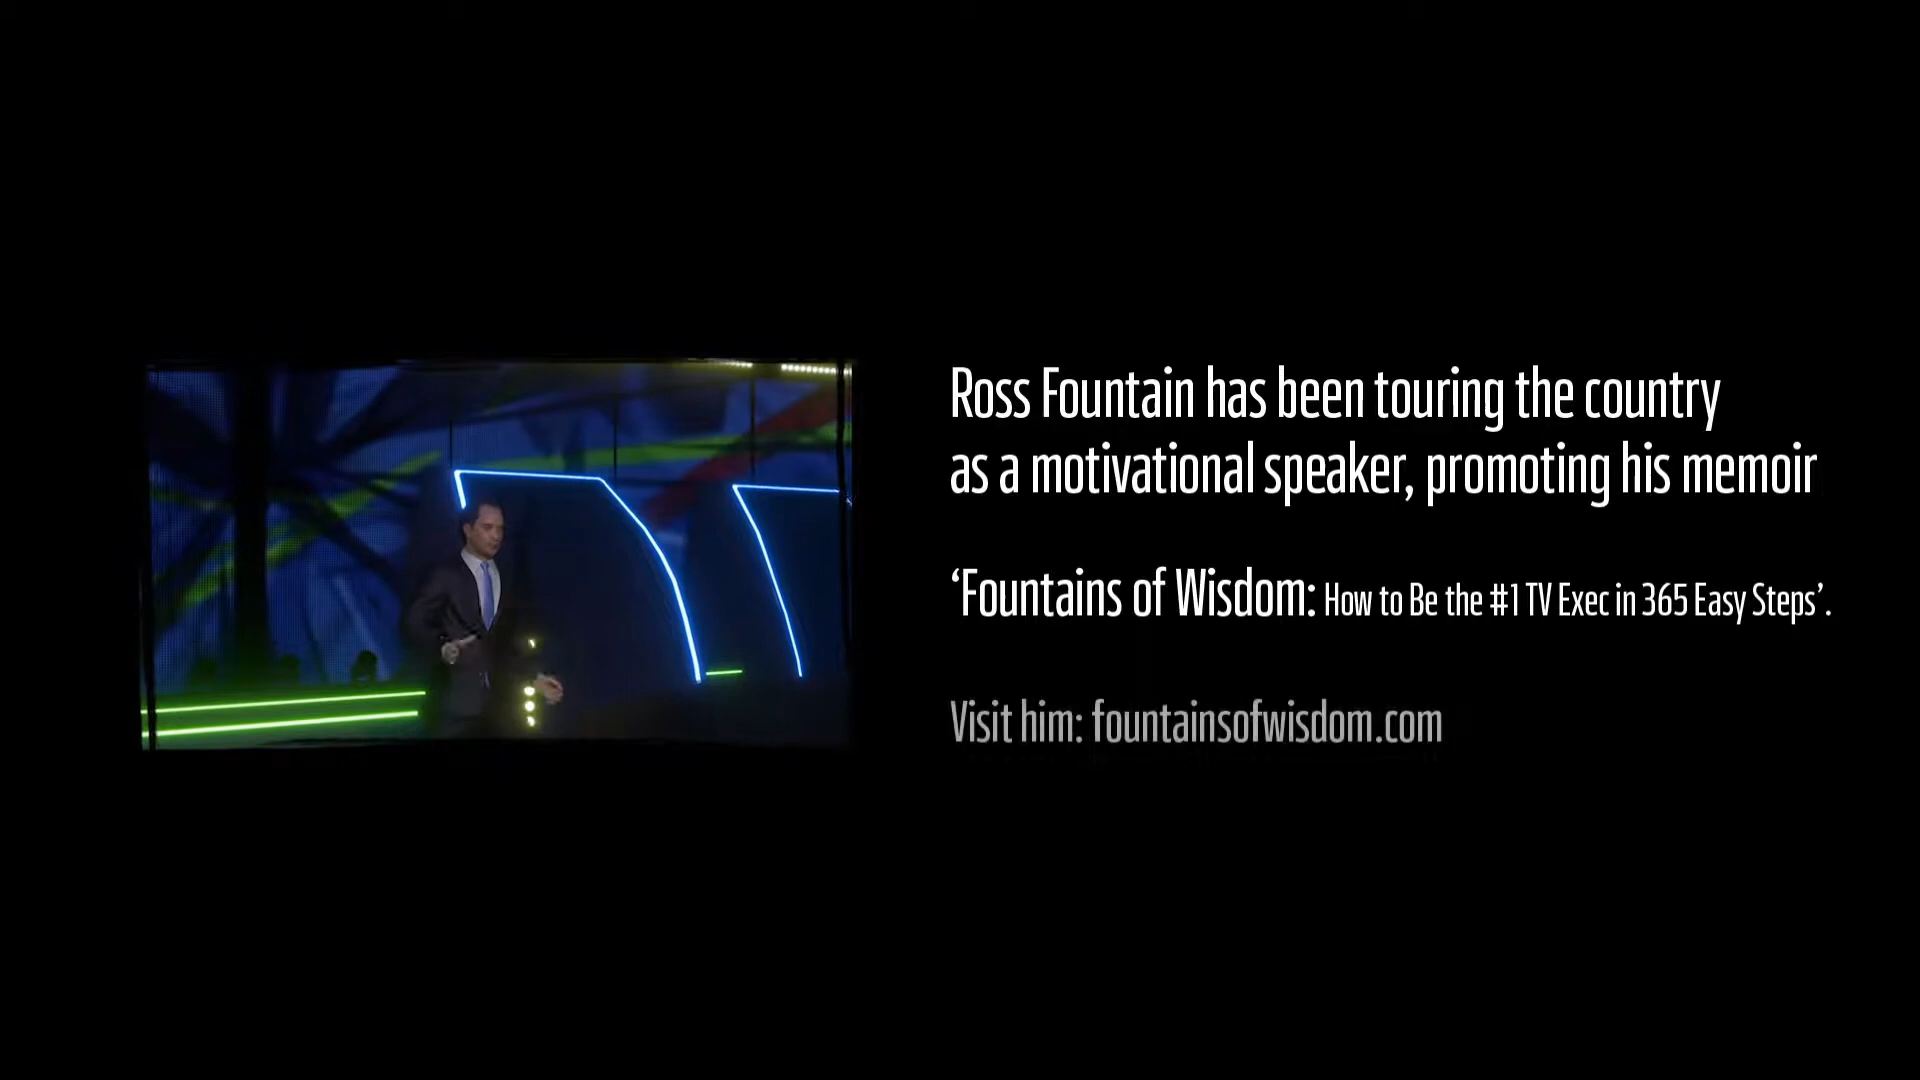 Ross Fountain has been touring the country
as a motivational speaker, promoting his memoir
‘Fountains of Wisdom: How to Be the #1 TV Exec in 365 Easy Steps’.
Visit him: fountainsofwisdom.com